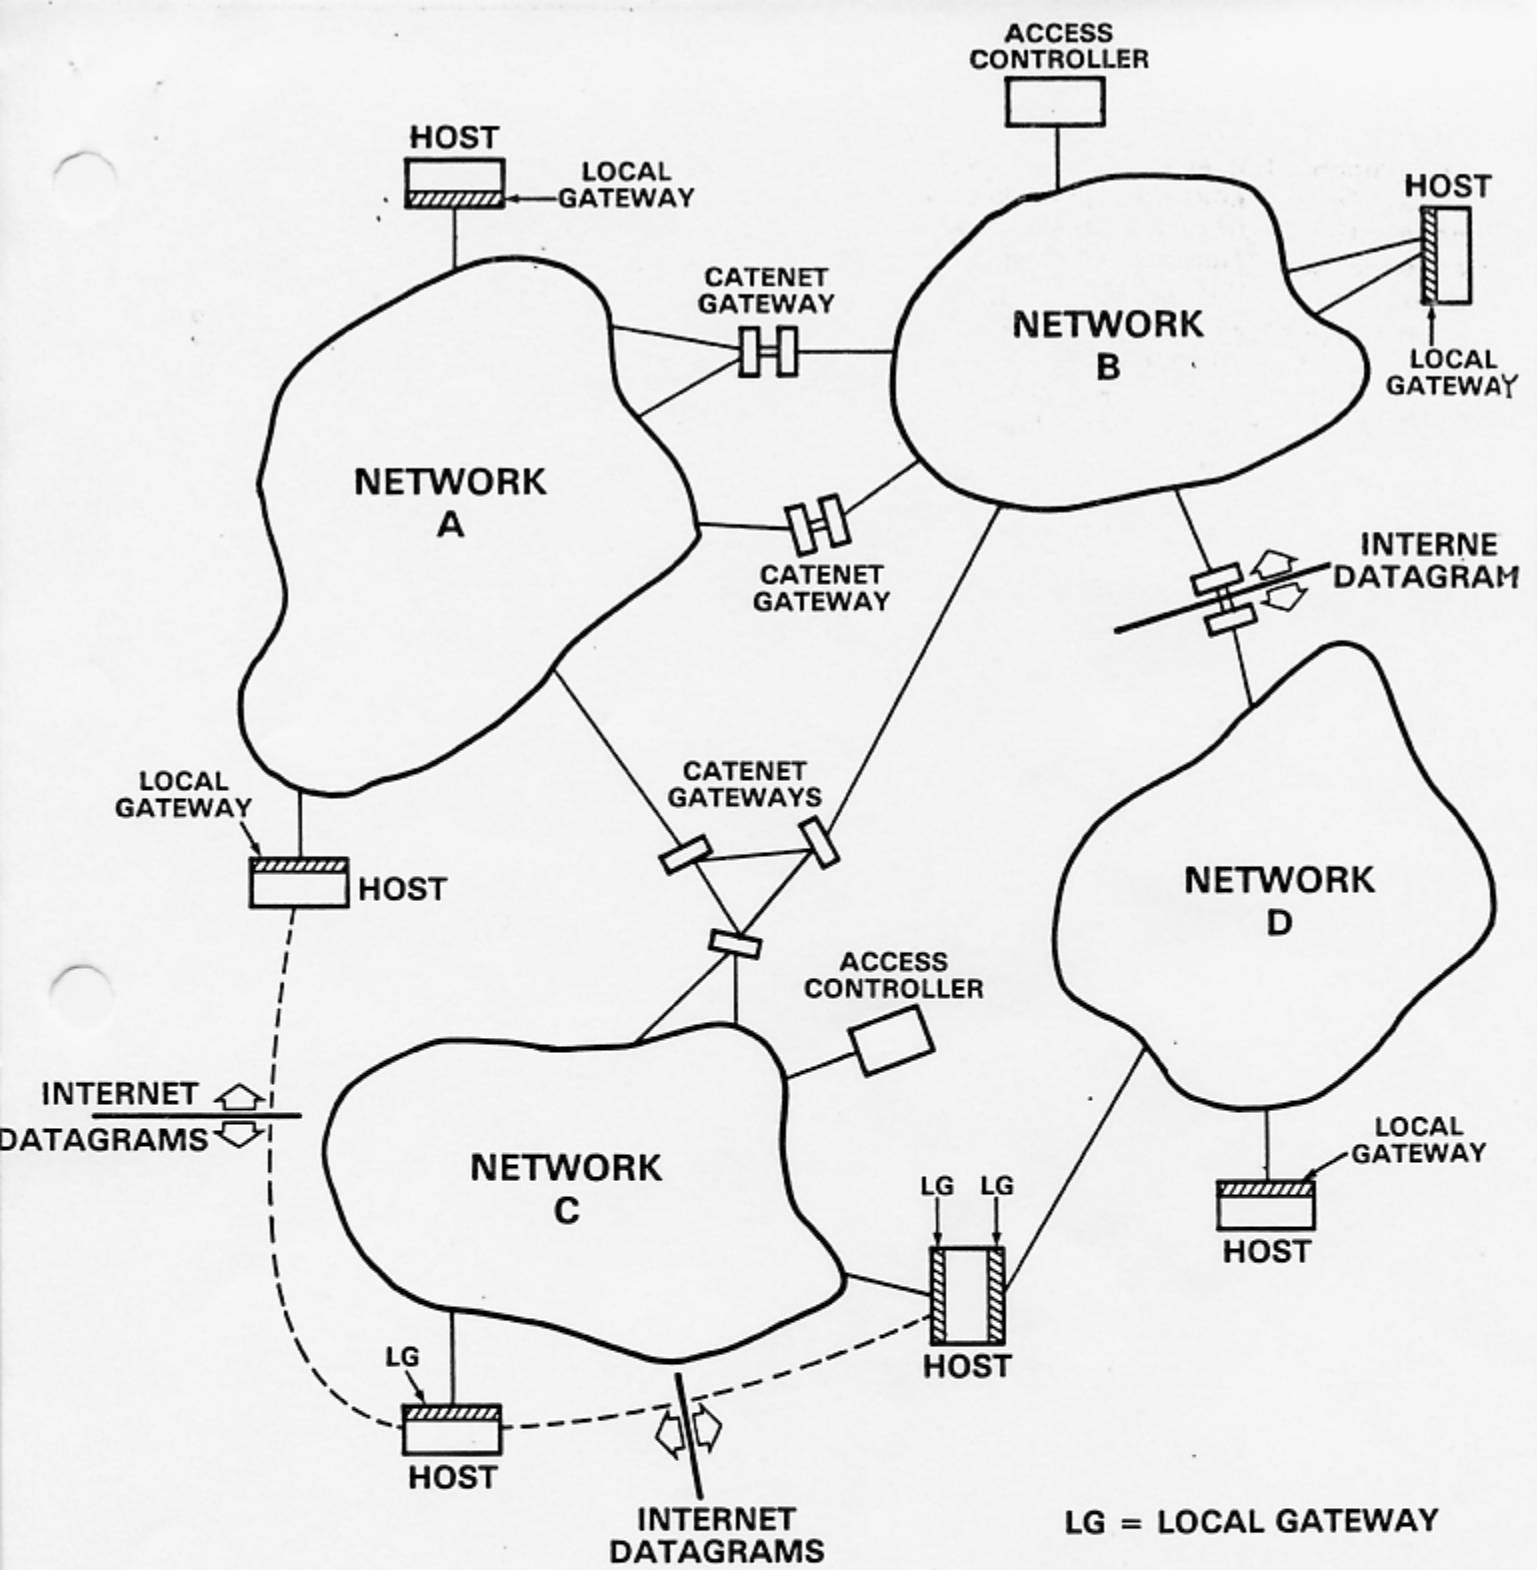 ACCESS
CONTROLLER
HOST
LOCAL
GATEWAY
HOST
LOCAL
GATEWAY
CATENET
GATEWAY
NETWORK
B
NETWORK
A
CATENET
GATEWAY
INTERNE
DATAGRAM
LOCAL
GATEWAY
HOST
CATENET
GATEWAYS
NETWORK
D
ACCESS
CONTROLLER
INTERNET
DATAGRAMS
NETWORK
C
LG LG
HOST
LOCAL
GATEWAY
HOST
LG
HOST
INTERNET
DATAGRAMS
LG = LOCAL GATEWAY